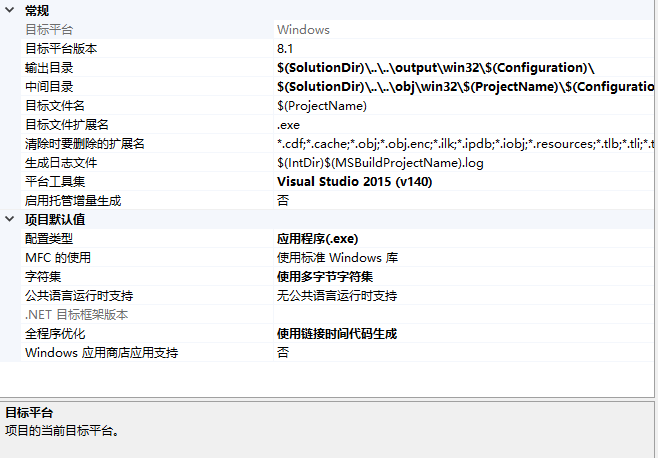 常规
目标平台 Windows
目标平台版本 8.1
输出目录 $(SolutionDir)\..\..\output\win32\$(Configuration)\
中间目录 $(SolutionDir)\..\..\obj\win32\$(ProjectName)\$(Configuratio
目标文件名 $(ProjectName)
目标文件扩展名 .exe
清除时要删除的扩展名 *.cdf;*.cache;*.obj;*.obj.enc;*.ilk;*.ipdb;*.iobj;*.resources;*.tlb;*.tli;*.t
生成日志文件 $(IntDir)$(MSBuildProjectName).log
平台工具集 Visual Studio 2015 (v140)
启用托管增量生成 否
项目默认值
配置类型 应用程序(.exe)
MFC 的使用 使用标准 Windows 库
字符集 使用多字节字符集
公共语言运行时支持 无公共语言运行时支持
.NET 目标框架版本
全程序优化 使用链接时间代码生成
Windows 应用商店应用支持 否
目标平台
项目的当前目标平台。